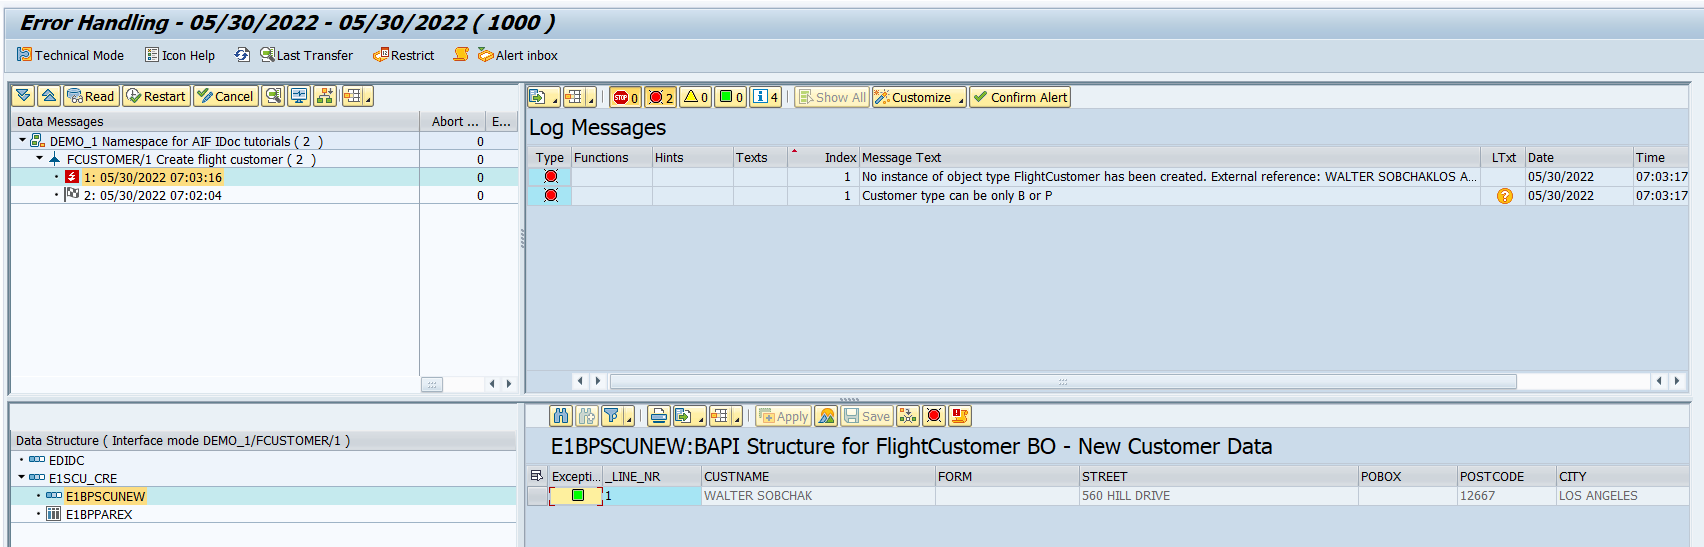 Error Handling - 05/30/2022 - 05/30/2022 ( 1000 )
Technical Mode Icon Help Last Transfer Restrict Alert inbox
Read Restart Cancel
Data Messages Abort ... E...
DEMO_1 Namespace for AIF IDoc tutorials ( 2 ) 0
FCUSTOMER/1 Create flight customer ( 2 ) 0
1: 05/30/2022 07:03:16 0
2: 05/30/2022 07:02:04 0
STOP 0 2 0 0 4 Show All Customize Confirm Alert
Log Messages
Type Functions Hints Texts Index Message Text LTxt Date Time
1 No instance of object type FlightCustomer has been created. External reference: WALTER SOBCHAKLOS A... 05/30/2022 07:03:17
1 Customer type can be only B or P 05/30/2022 07:03:17
Data Structure ( Interface mode DEMO_1/FCUSTOMER/1 )
EDIDC
E1SCU_CRE
E1BPSCUNEW
E1BPPAREX
Apply Save
E1BPSCUNEW:BAPI Structure for FlightCustomer BO - New Customer Data
Excepti... _LINE_NR CUSTNAME FORM STREET POBOX POSTCODE CITY
1 WALTER SOBCHAK 560 HILL DRIVE 12667 LOS ANGELES